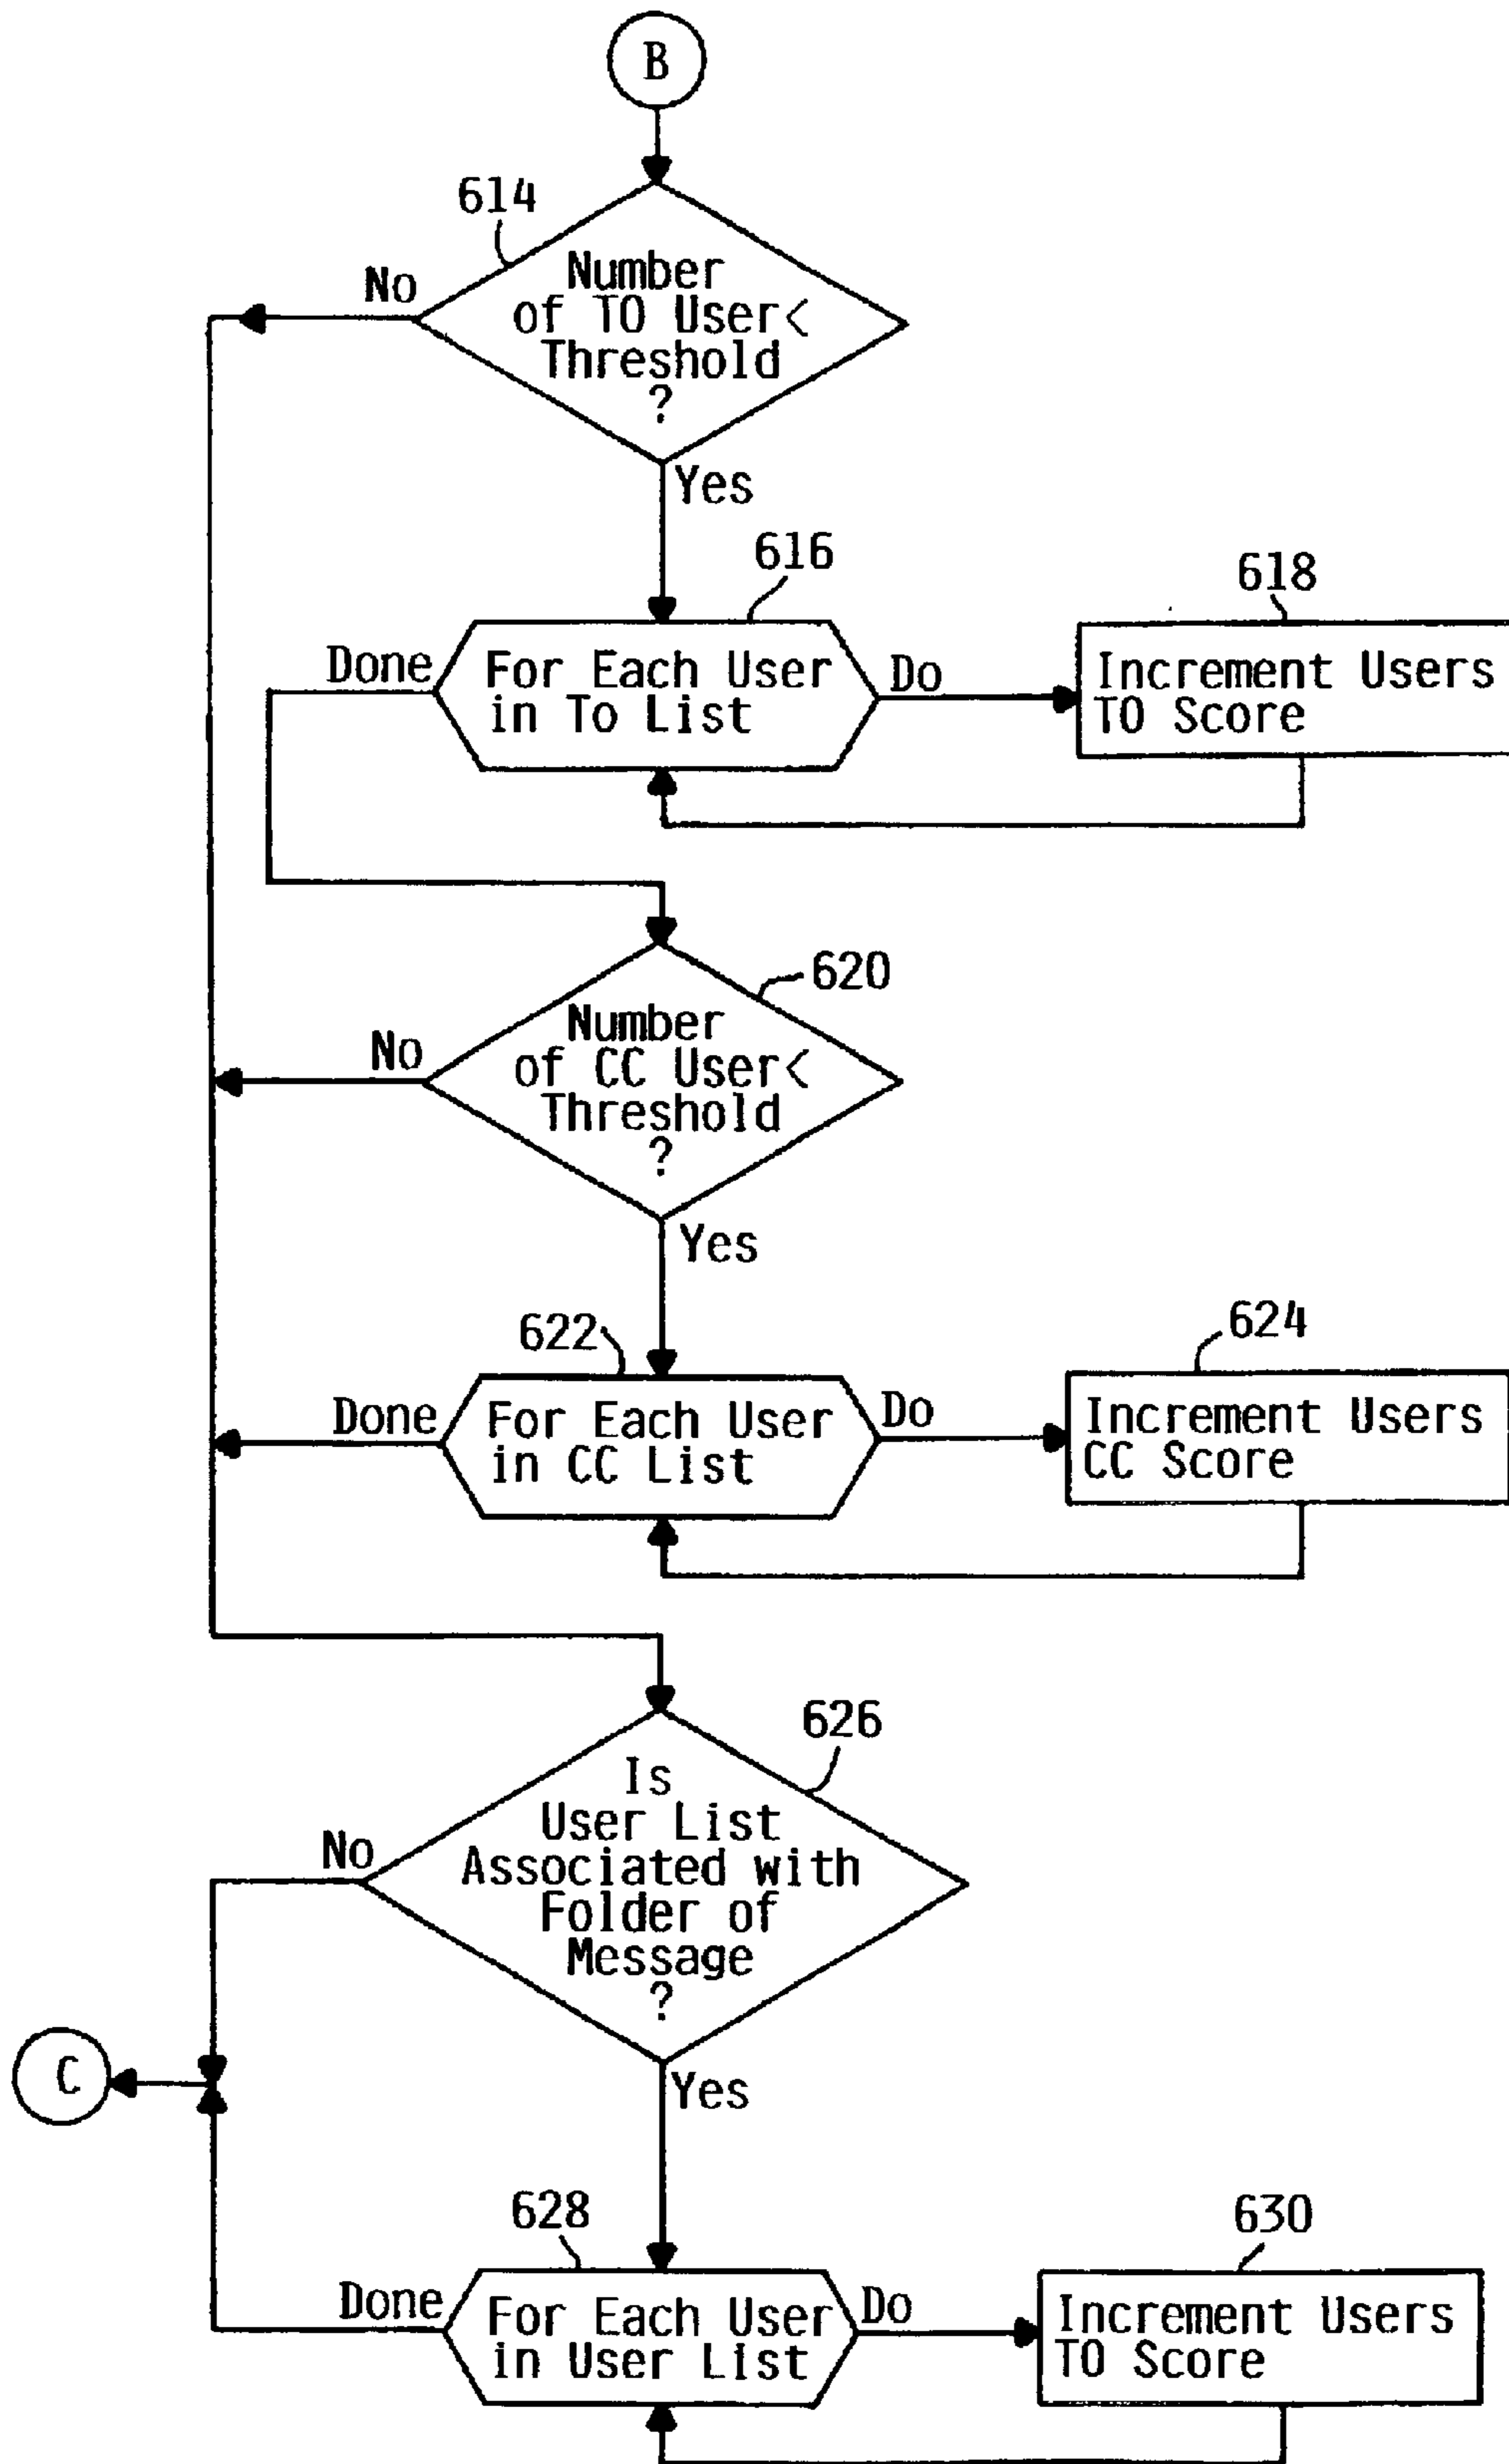 B
614
Number
of TO User<
Threshold
?
No
Yes
616
618
Done
For Each User
in To List
Do
Increment Users
TO Score
620
Number
of CC User<
Threshold
?
No
Yes
622
624
Done
For Each User
in CC List
Do
Increment Users
CC Score
626
Is
User List
Associated with
Folder of
Message
?
No
C
Yes
628
630
Done
For Each User
in User List
Do
Increment Users
TO Score